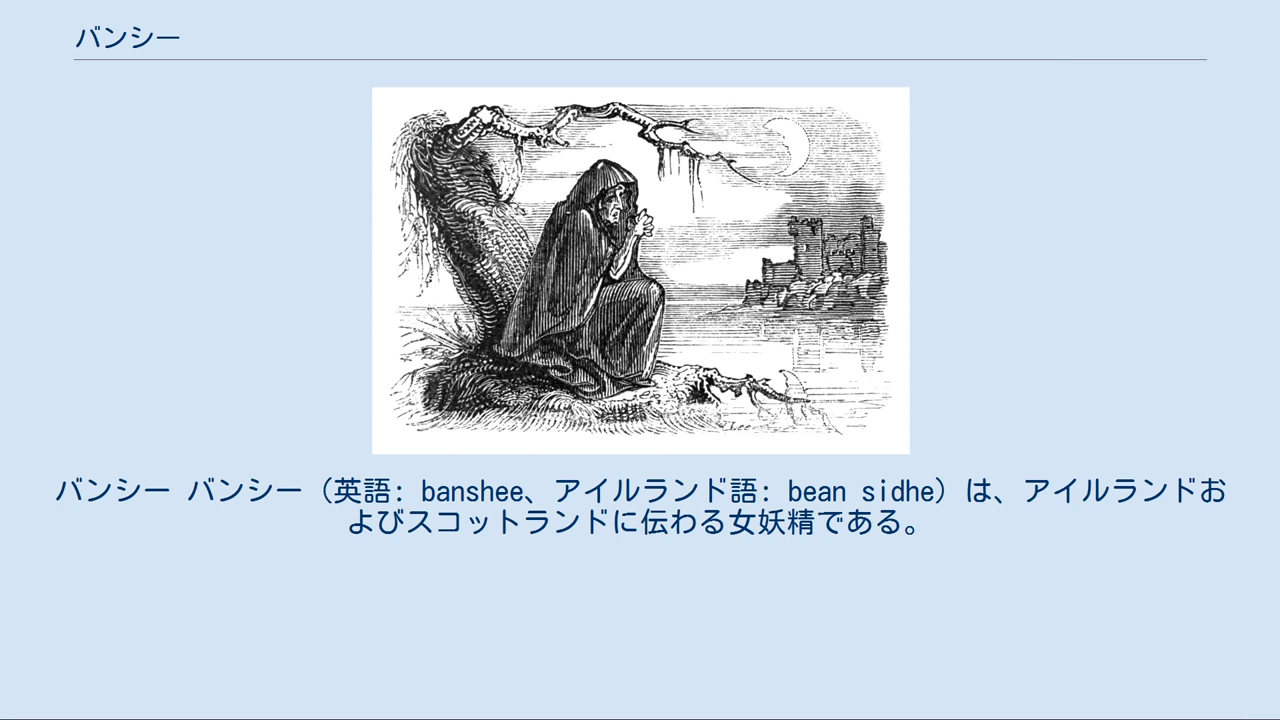 バンシー
Lee
バンシー バンシー（英語: banshee、アイルランド語: bean sidhe）は、アイルランドお
よびスコットランドに伝わる女妖精である。